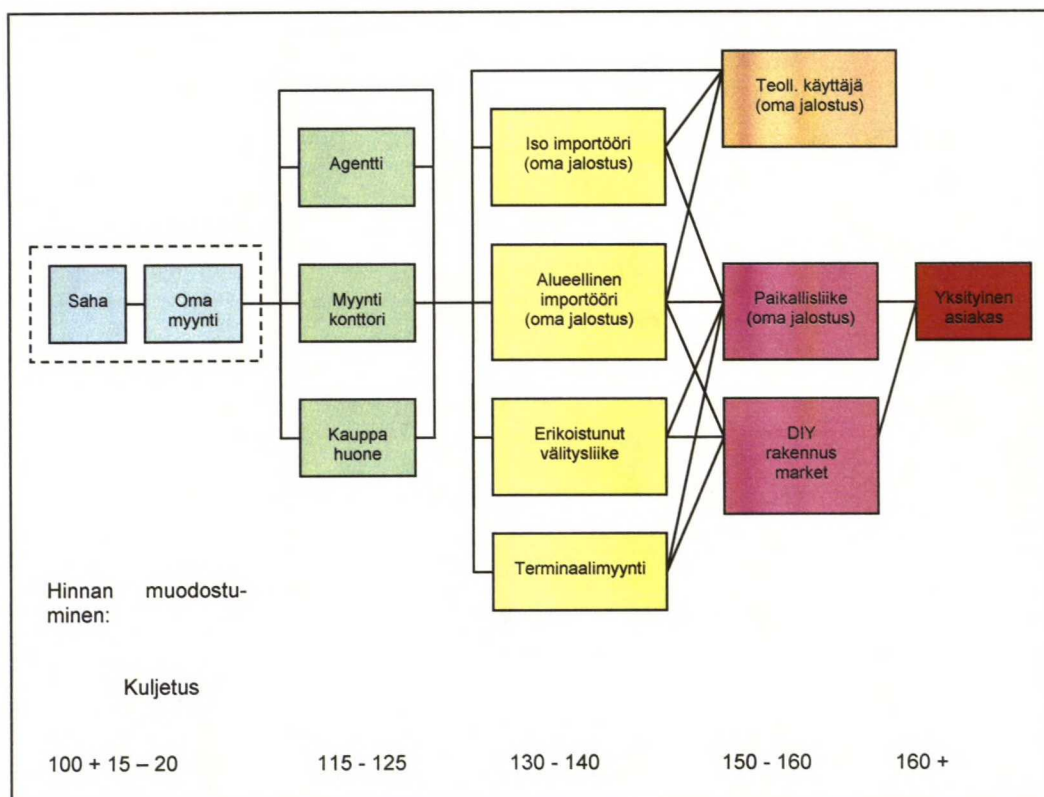 Teoll. käyttäjä
(oma jalostus)
Iso importööri
(oma jalostus)
Agentti
Saha
Oma
myynti
Myynti
konttori
Alueellinen
importööri
(oma jalostus)
Paikallisliike
(oma jalostus)
Yksityinen
asiakas
Kauppa
huone
Erikoistunut
välitysliike
DIY
rakennus
market
Terminaalimyynti
Hinnan muodostu-
minen:
Kuljetus
100 + 15 – 20
115 - 125
130 - 140
150 - 160
160 +